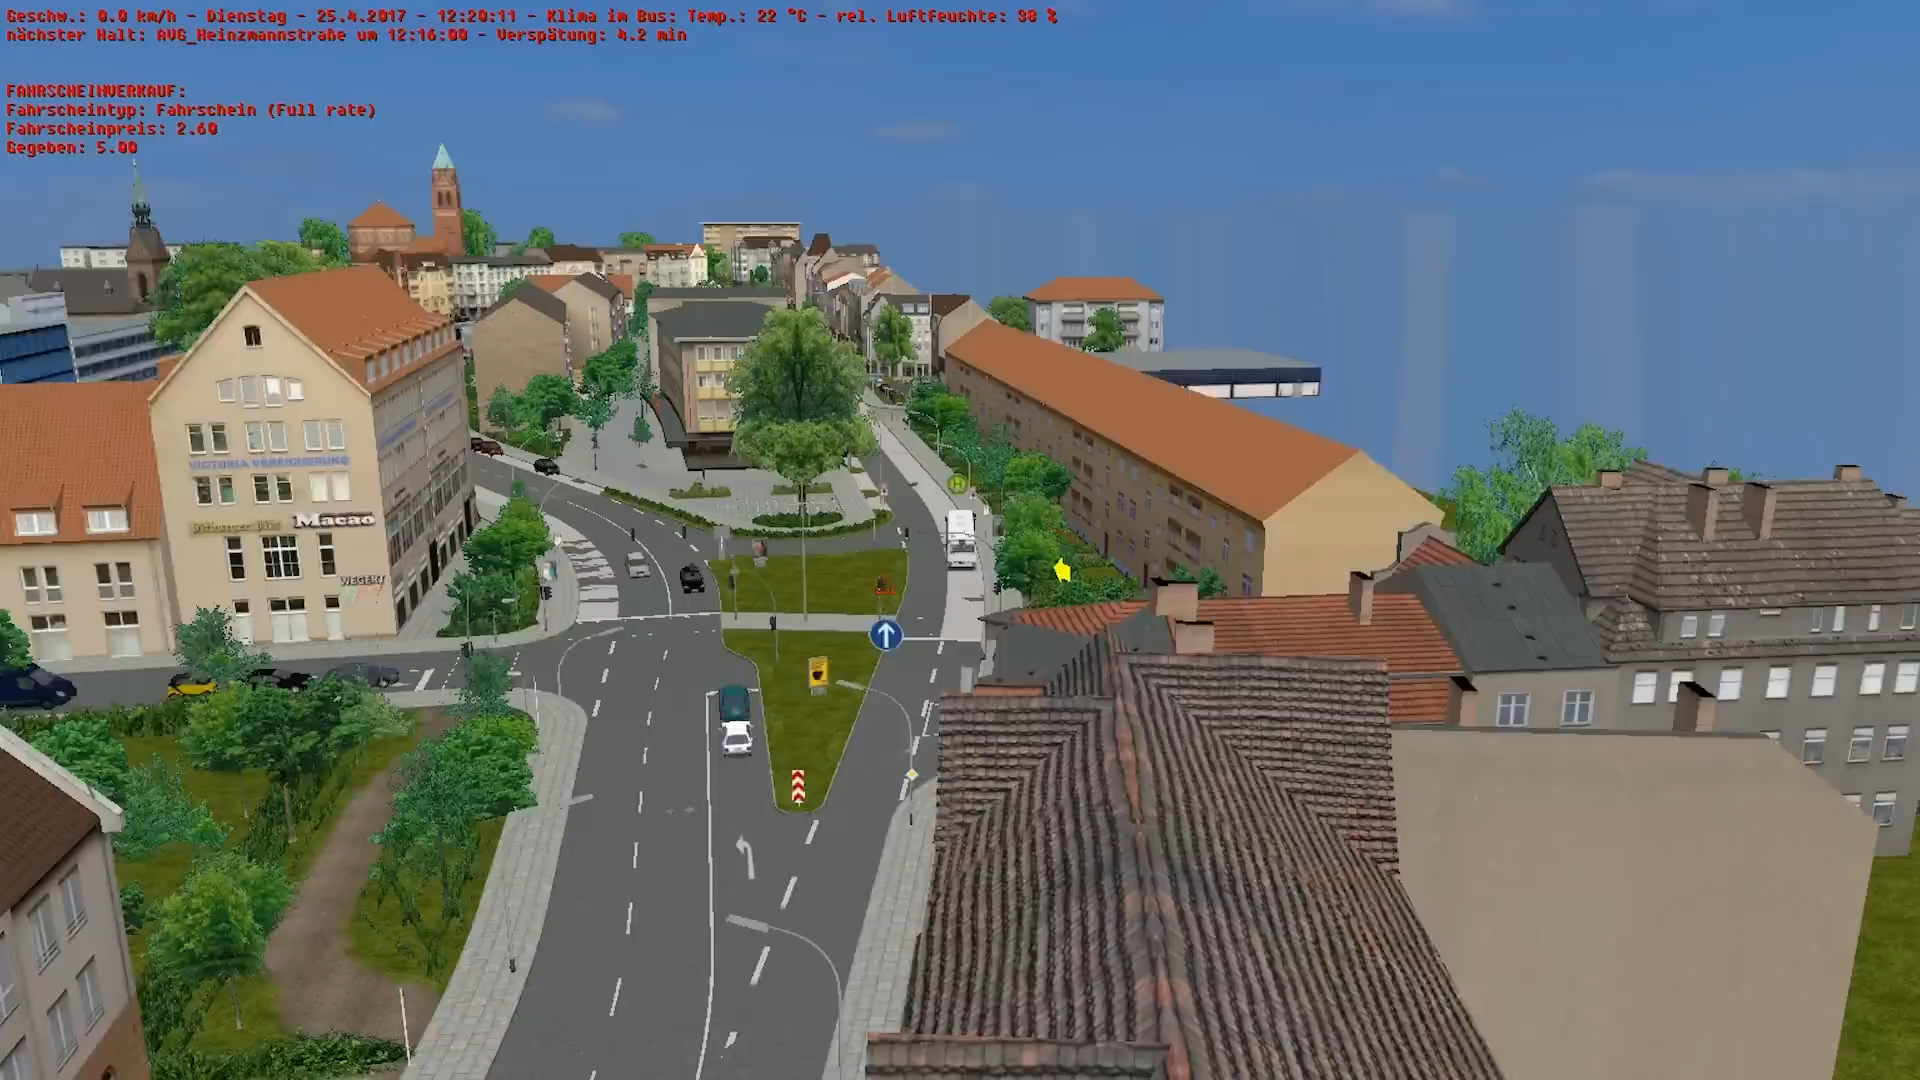 Geschw.: 0.0 km/h - Dienstag - 25.4.2017 - 12:20:11 - Klima im Bus: Temp.: 22 °C - rel. Luftfeuchte: 38 %
nächster Halt: AVG_Heinzmannstraße um 12:16:00 - Verspätung: 4.2 min
FAHRSCHEINVERKAUF:
Fahrscheintyp: Fahrschein (Full rate)
Fahrscheinpreis: 2.60
Gegeben: 5.00
VICTORIA VERSICHERUNG
Macao
WEGERT
H